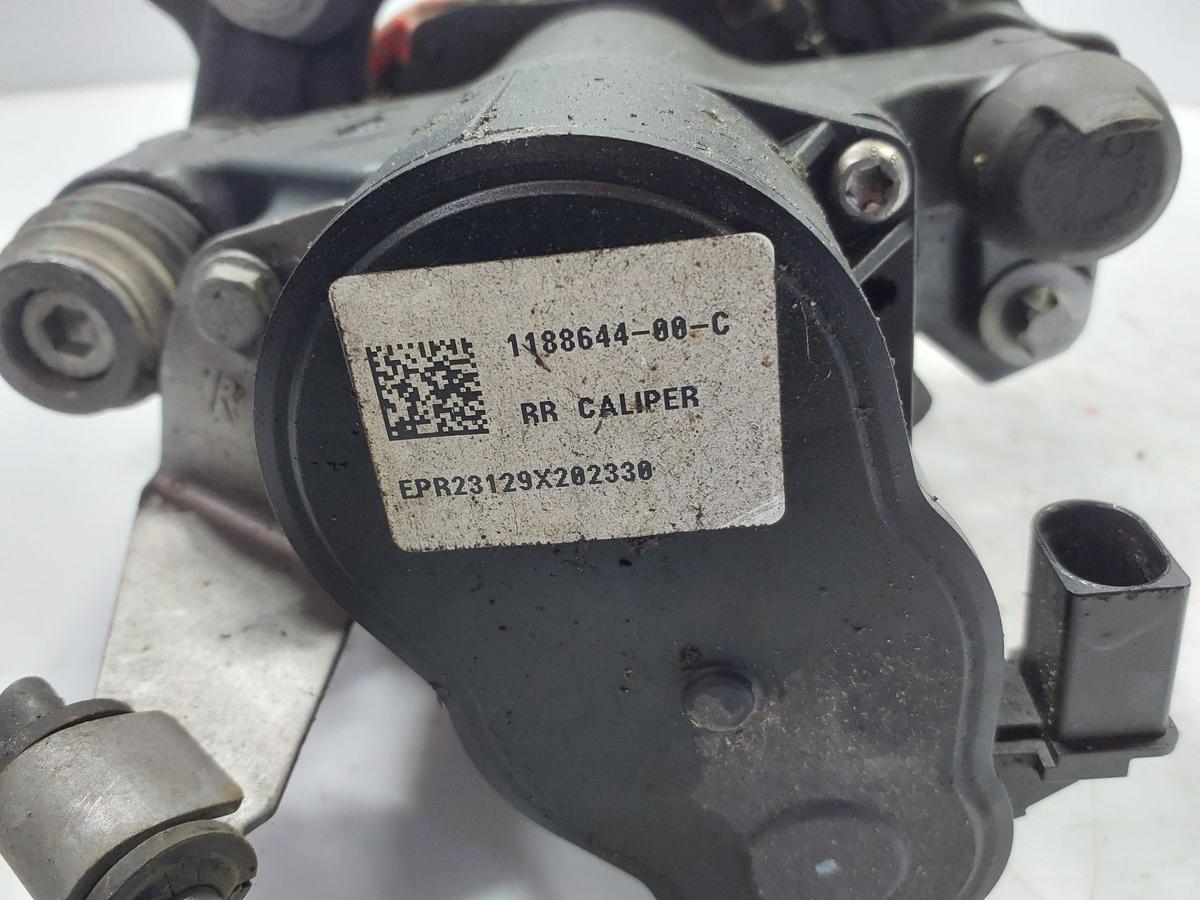 1188644-00-C
RR CALIPER
EPR23129X202330
R